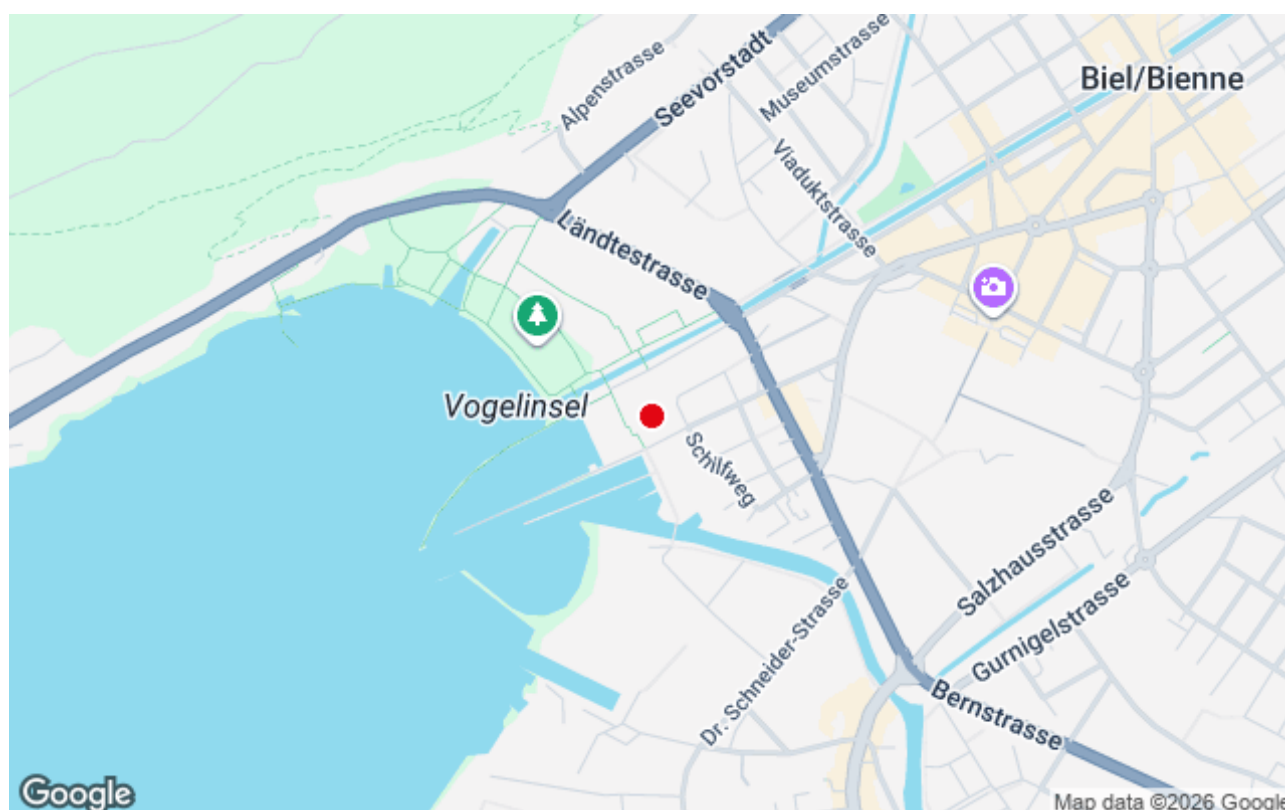 Alpenstrasse
Seevorstadt
Museumstrasse
Biel/Bienne
Viaduktstrasse
Ländtestrasse
Vogelinsel
Schilfweg
Salzhausstrasse
Gurnigelstrasse
Dr. Schneider-Strasse
Bernstrasse
Google
Map data ©2026 Google